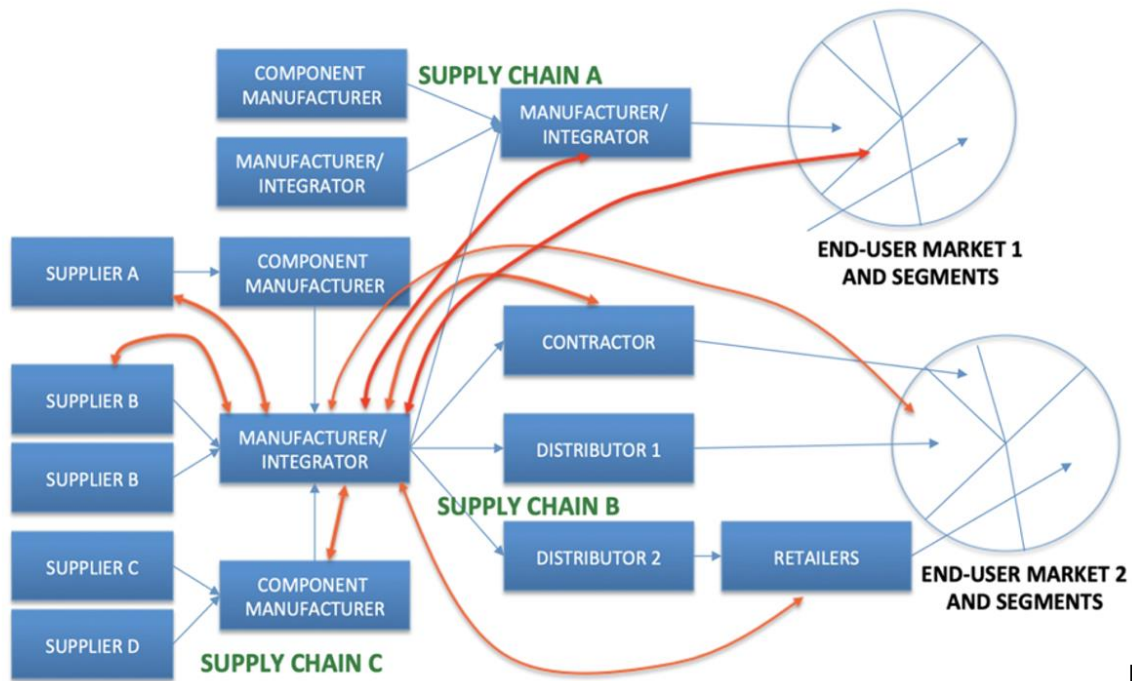 COMPONENT
MANUFACTURER
SUPPLY CHAIN A
MANUFACTURER/
INTEGRATOR
MANUFACTURER/
INTEGRATOR
END-USER MARKET 1
AND SEGMENTS
SUPPLIER A
COMPONENT
MANUFACTURER
CONTRACTOR
SUPPLIER B
MANUFACTURER/
INTEGRATOR
DISTRIBUTOR 1
SUPPLIER B
SUPPLY CHAIN B
SUPPLIER C
COMPONENT
MANUFACTURER
DISTRIBUTOR 2
RETAILERS
END-USER MARKET 2
AND SEGMENTS
SUPPLIER D
SUPPLY CHAIN C